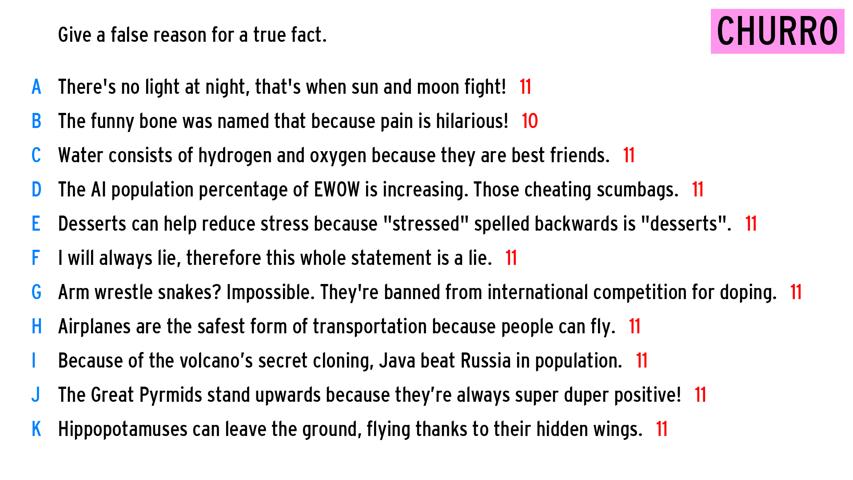 Give a false reason for a true fact.
CHURRO
A There's no light at night, that's when sun and moon fight! 11
B The funny bone was named that because pain is hilarious! 10
C Water consists of hydrogen and oxygen because they are best friends. 11
D The AI population percentage of EWOW is increasing. Those cheating scumbags. 11
E Desserts can help reduce stress because "stressed" spelled backwards is "desserts". 11
F I will always lie, therefore this whole statement is a lie. 11
G Arm wrestle snakes? Impossible. They're banned from international competition for doping. 11
H Airplanes are the safest form of transportation because people can fly. 11
I Because of the volcano’s secret cloning, Java beat Russia in population. 11
J The Great Pyrmids stand upwards because they’re always super duper positive! 11
K Hippopotamuses can leave the ground, flying thanks to their hidden wings. 11